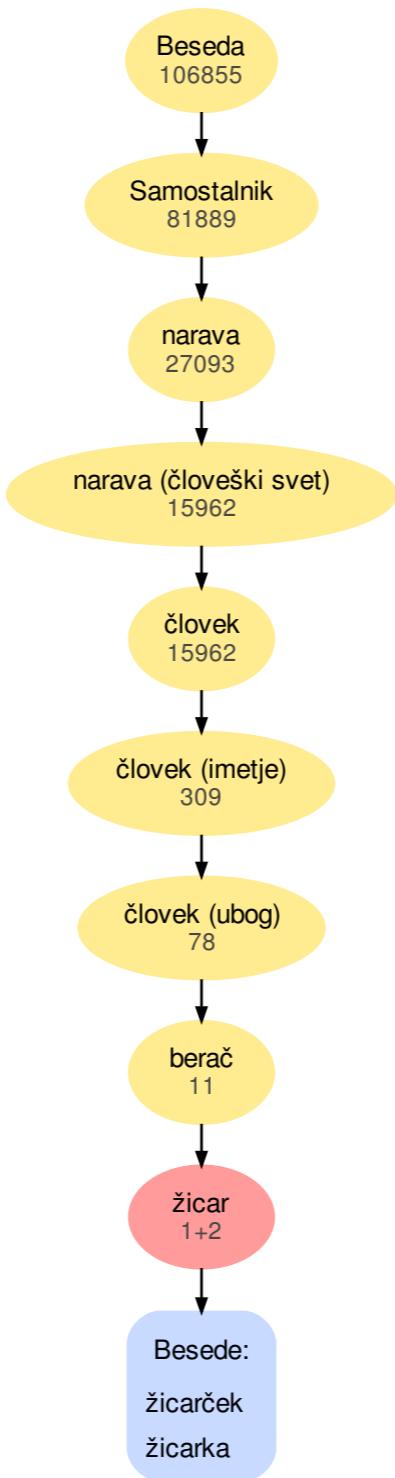 Beseda
106855
Samostalnik
81889
narava
27093
narava (človeški svet)
15962
človek
15962
človek (imetje)
309
človek (ubog)
78
berač
11
žicar
1+2
Besede:
žicarček
žicarka